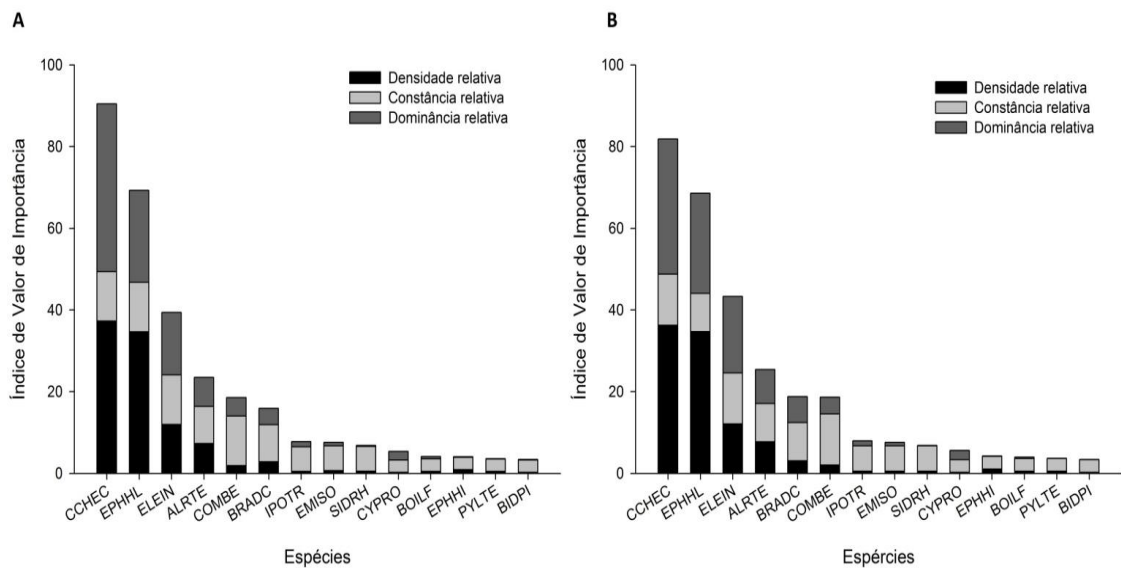 A
Índice de Valor de Importância
100
80
60
40
20
0
Densidade relativa
Constância relativa
Dominância relativa
CCHEC
EPHHL
ELEIN
ALRTE
COMBE
BRADC
IPOTR
EMISO
SIDRH
CYPRO
BOILF
EPHHI
PYLTE
BIDPI
Espécies
B
Índice de Valor de Importância
100
80
60
40
20
0
Densidade relativa
Constância relativa
Dominância relativa
CCHEC
EPHHL
ELEIN
ALRTE
BRADC
COMBE
IPOTR
EMISO
SIDRH
CYPRO
EPHHI
BOILF
PYLTE
BIDPI
Espércies